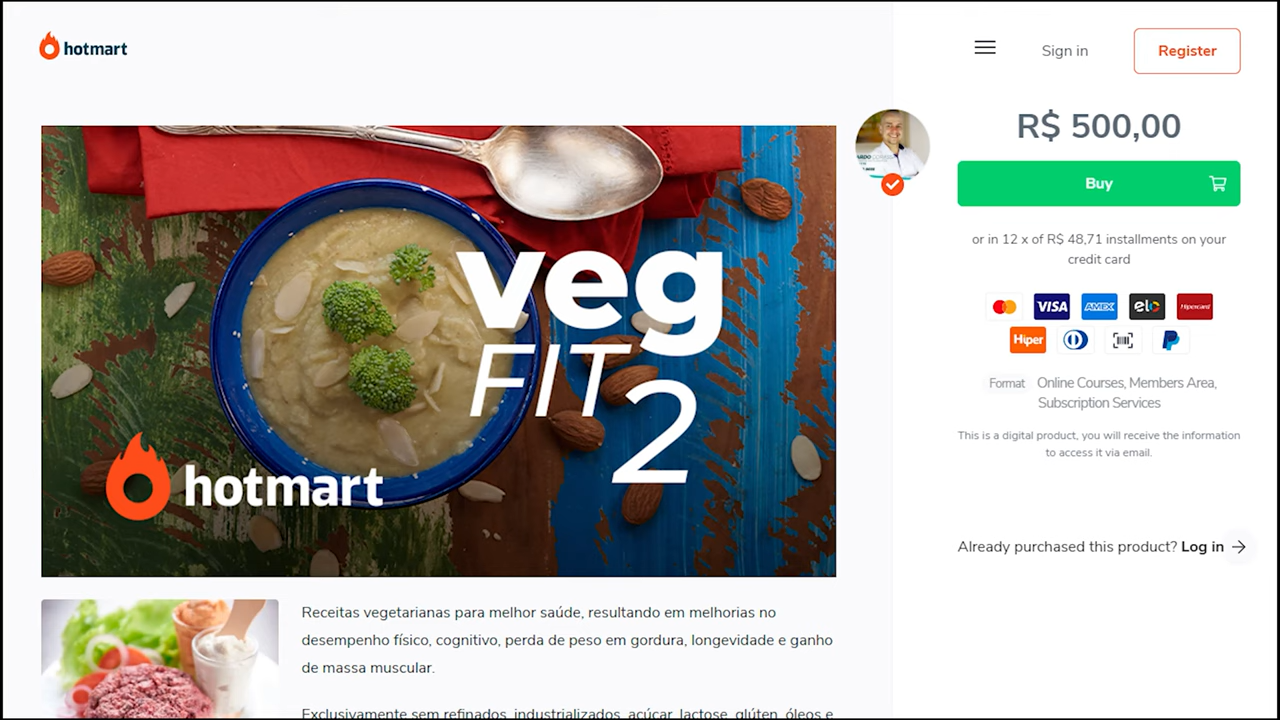 hotmart
Sign in
Register
R$ 500,00
Buy
veg
FIT
2
hotmart
or in 12 x of R$ 48,71 installments on your
credit card
VISA
AMEX
elo
Hipercard
Hiper
Format Online Courses, Members Area,
Subscription Services
This is a digital product, you will receive the information
to access it via email.
Already purchased this product? Log in
Receitas vegetarianas para melhor saúde, resultando em melhorias no
desempenho físico, cognitivo, perda de peso em gordura, longevidade e ganho
de massa muscular.
Exclusivamente sem refinados, industrializados, açúcar, lactose, glúten, óleos e